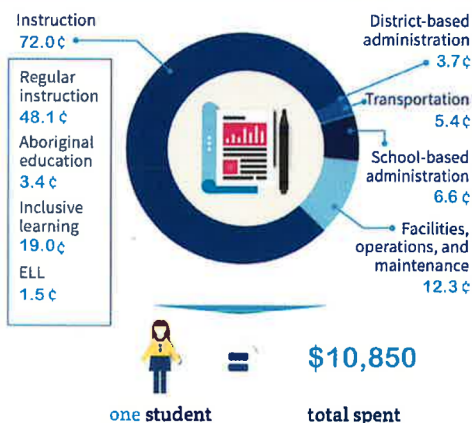 Instruction
72.0¢
Regular
instruction
48.1¢
Aboriginal
education
3.4¢
Inclusive
learning
19.0¢
ELL
1.5¢
District-based
administration
3.7¢
Transportation
5.4¢
School-based
administration
6.6¢
Facilities,
operations, and
maintenance
12.3¢
= $10,850
one student total spent